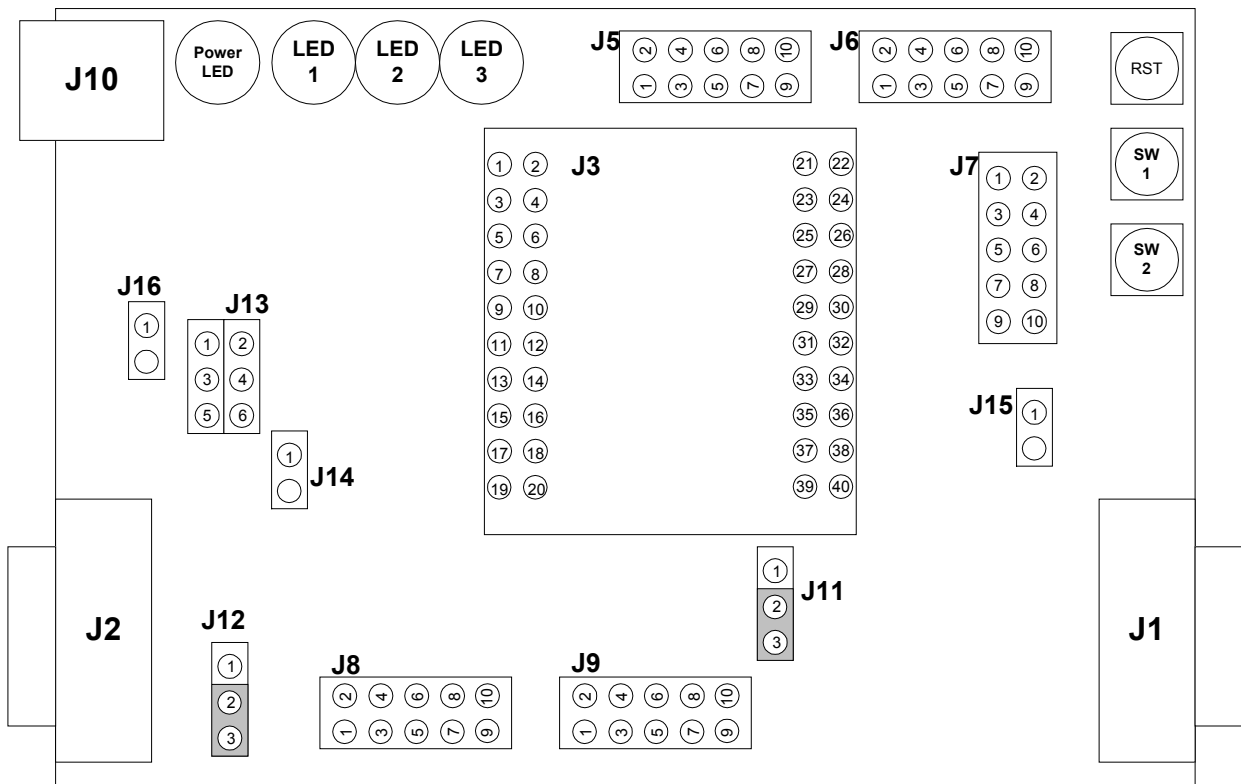 J10
Power
LED
LED
1
LED
2
LED
3
J5
2 4 6 8 10
1 3 5 7 9
J6
2 4 6 8 10
1 3 5 7 9
RST
SW
1
SW
2
J3
1 2
3 4
5 6
7 8
9 10
11 12
13 14
15 16
17 18
19 20
21 22
23 24
25 26
27 28
29 30
31 32
33 34
35 36
37 38
39 40
J7
1 2
3 4
5 6
7 8
9 10
J16
1
J13
1 2
3 4
5 6
J14
1
J15
1
J2
J12
1
2
3
J8
2 4 6 8 10
1 3 5 7 9
J9
2 4 6 8 10
1 3 5 7 9
J11
1
2
3
J1